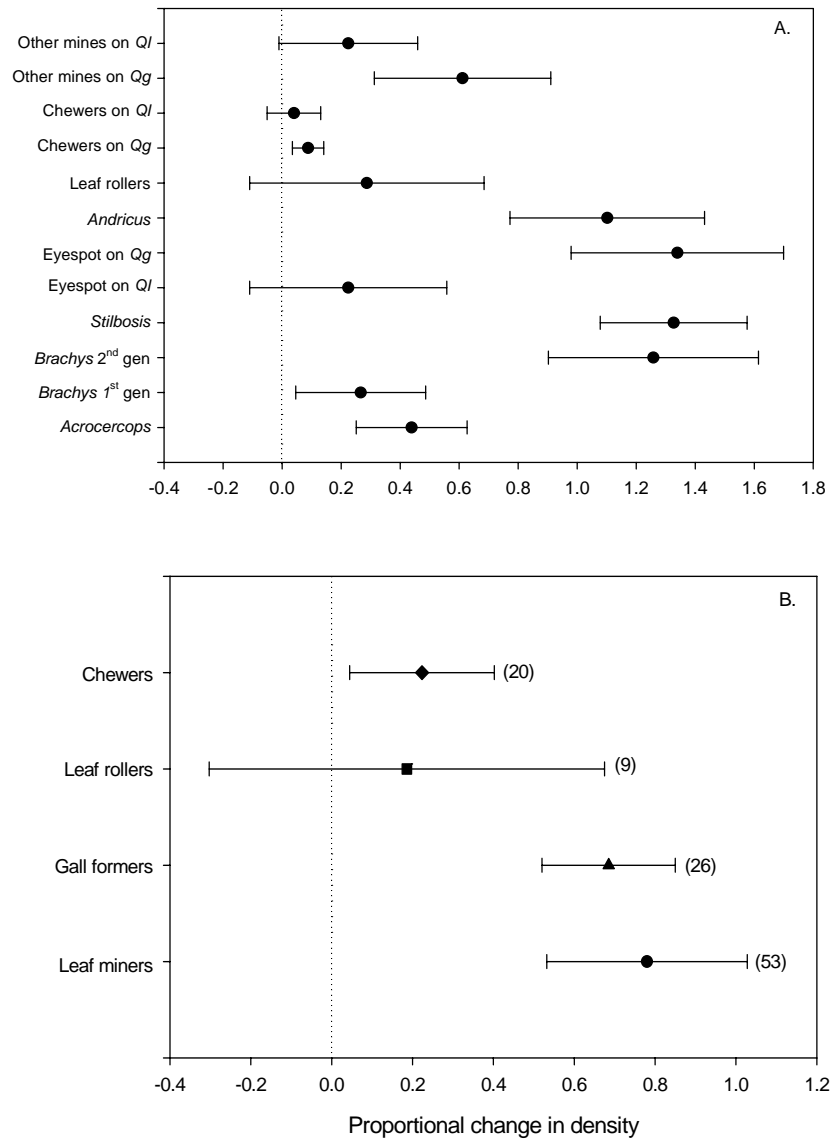 A.
Other mines on Ql
Other mines on Qg
Chewers on Ql
Chewers on Qg
Leaf rollers
Andricus
Eyespot on Qg
Eyespot on Ql
Stilbosis
Brachys 2nd gen
Brachys 1st gen
Acrocercops
-0.4 -0.2 0.0 0.2 0.4 0.6 0.8 1.0 1.2 1.4 1.6 1.8
B.
Chewers (20)
Leaf rollers (9)
Gall formers (26)
Leaf miners (53)
-0.4 -0.2 0.0 0.2 0.4 0.6 0.8 1.0 1.2
Proportional change in density